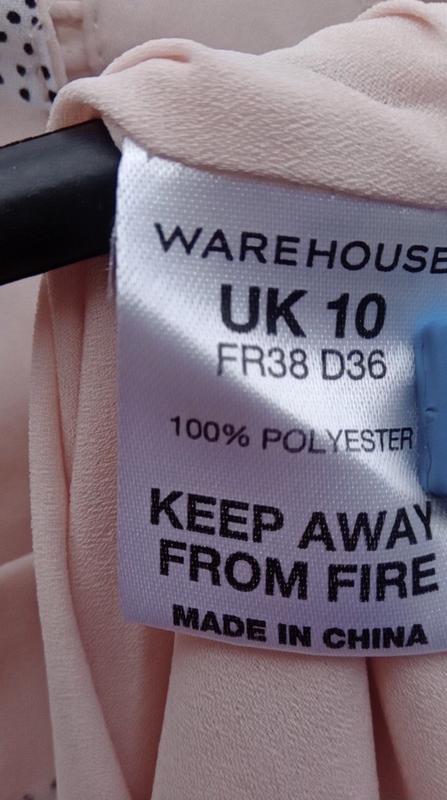 WAREHOUSE
UK 10
FR38 D36
100% POLYESTER
KEEP AWAY
FROM FIRE
MADE IN CHINA